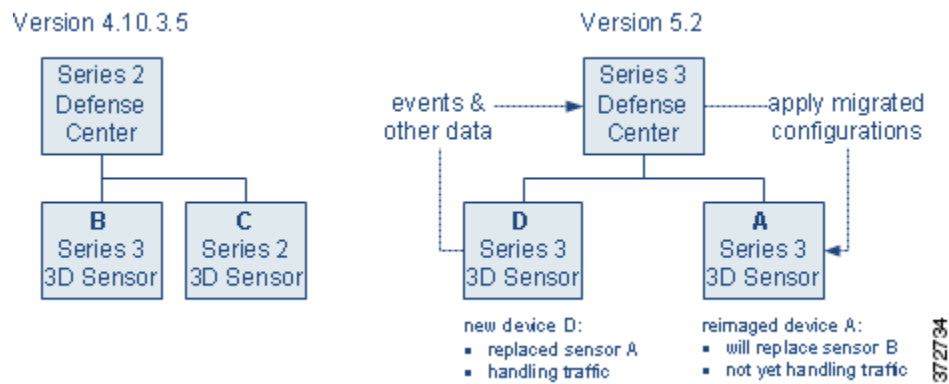 Version 4.10.3.5
Version 5.2
Series 2
Defense
Center
Series 3
Defense
Center
events &
other data
apply migrated
configurations
B
Series 3
3D Sensor
C
Series 2
3D Sensor
D
Series 3
3D Sensor
A
Series 3
3D Sensor
new device D:
▪ replaced sensor A
▪ handling traffic
reimaged device A:
▪ will replace sensor B
▪ not yet handling traffic
372734